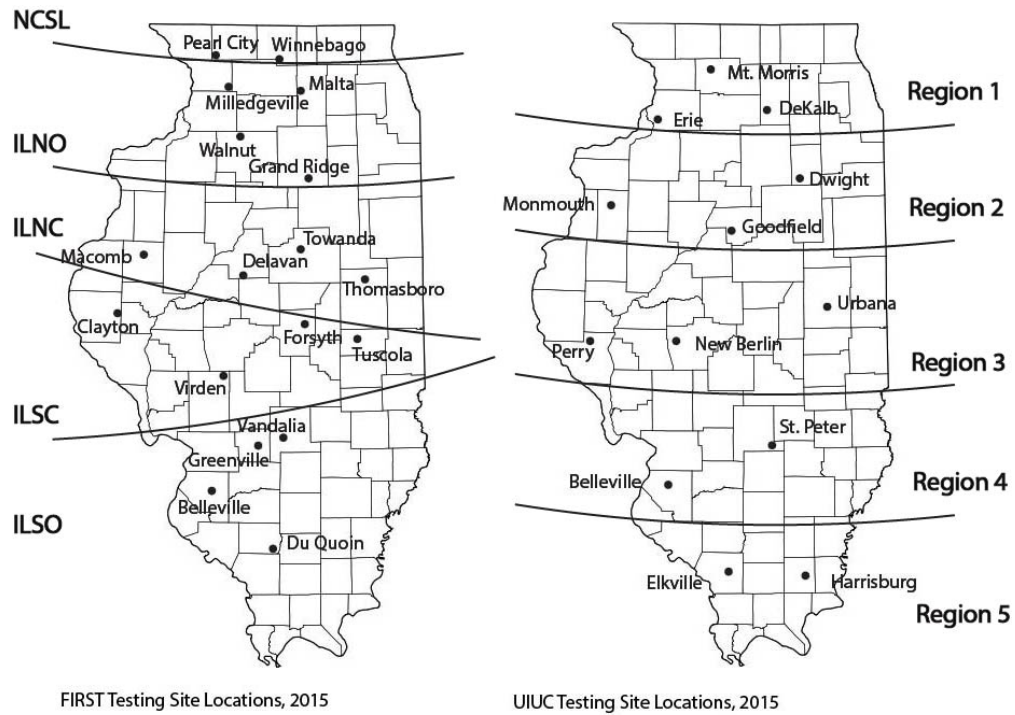 NCSL
Pearl City
Winnebago
Malta
Milledgeville
ILNO
Walnut
Grand Ridge
ILNC
Towanda
Macomb
Delavan
Thomasboro
Clayton
Forsyth
Tuscola
Virden
ILSC
Vandalia
Greenville
Belleville
ILSO
Du Quoin
FIRST Testing Site Locations, 2015
Mt. Morris
Region 1
DeKalb
Erie
Dwight
Monmouth
Region 2
Goodfield
Urbana
Perry
New Berlin
Region 3
St. Peter
Belleville
Region 4
Elkville
Harrisburg
Region 5
UIUC Testing Site Locations, 2015